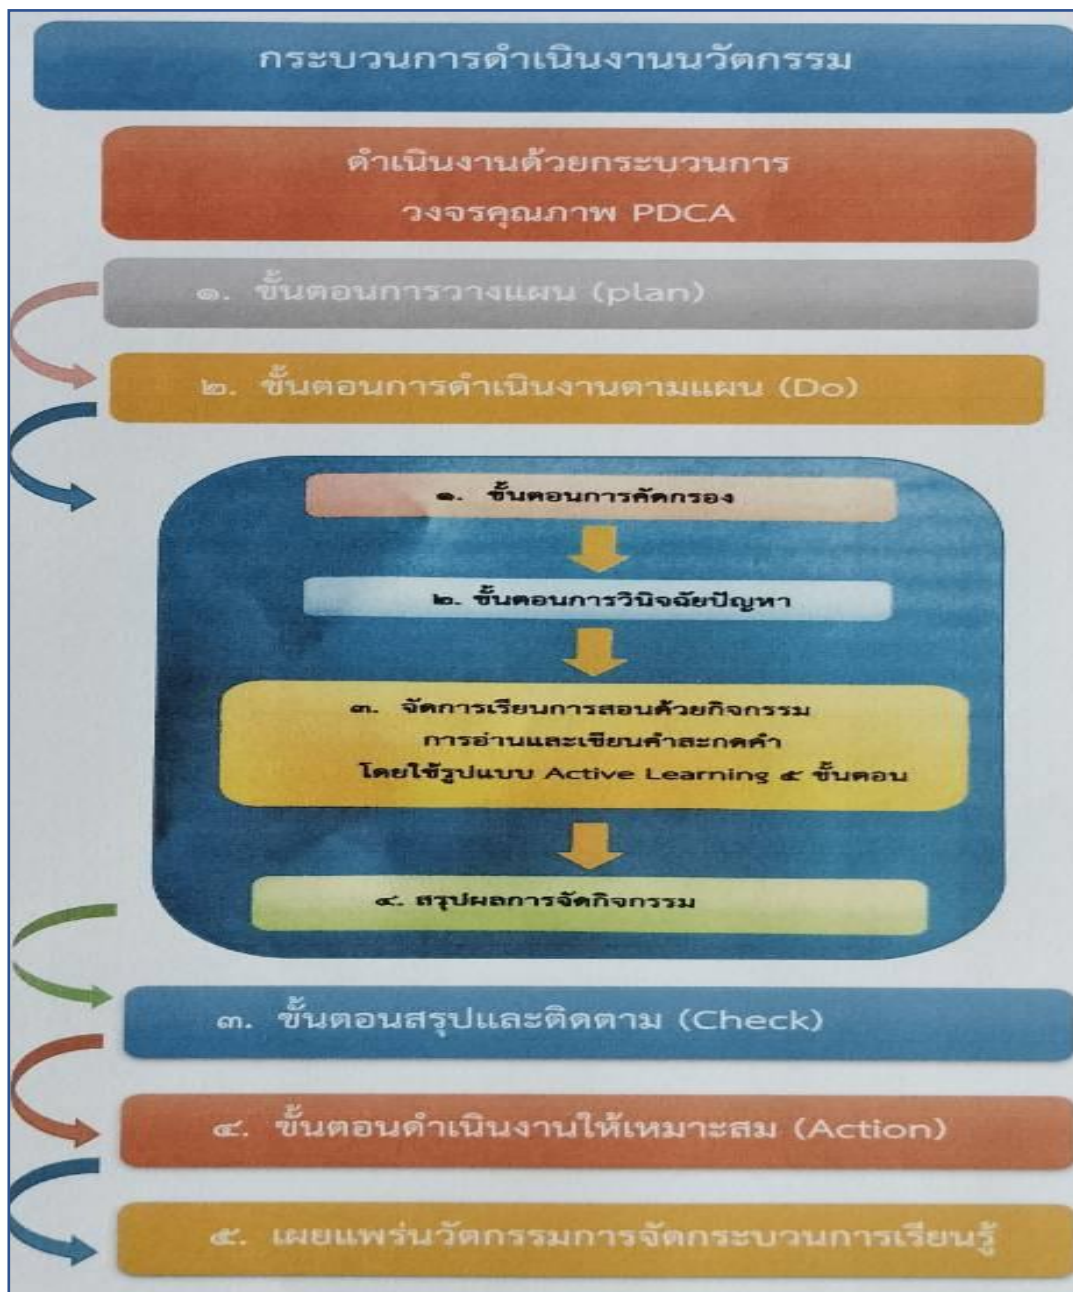 กระบวนการดำเนินงานนวัตกรรม
ดำเนินงานด้วยกระบวนการ
วงจรคุณภาพ PDCA
๑. ขั้นตอนการวางแผน (plan)
๒. ขั้นตอนการดำเนินงานตามแผน (Do)
๑. ขั้นตอนการคัดกรอง
๒. ขั้นตอนการวินิจฉัยปัญหา
๓. จัดการเรียนการสอนด้วยกิจกรรม
การอ่านและเขียนคำสะกดคำ
โดยใช้รูปแบบ Active Learning ๕ ขั้นตอน
๔. สรุปผลการจัดกิจกรรม
๓. ขั้นตอนสรุปและติดตาม (Check)
๔. ขั้นตอนดำเนินงานให้เหมาะสม (Action)
๕. เผยแพร่นวัตกรรมการจัดกระบวนการเรียนรู้